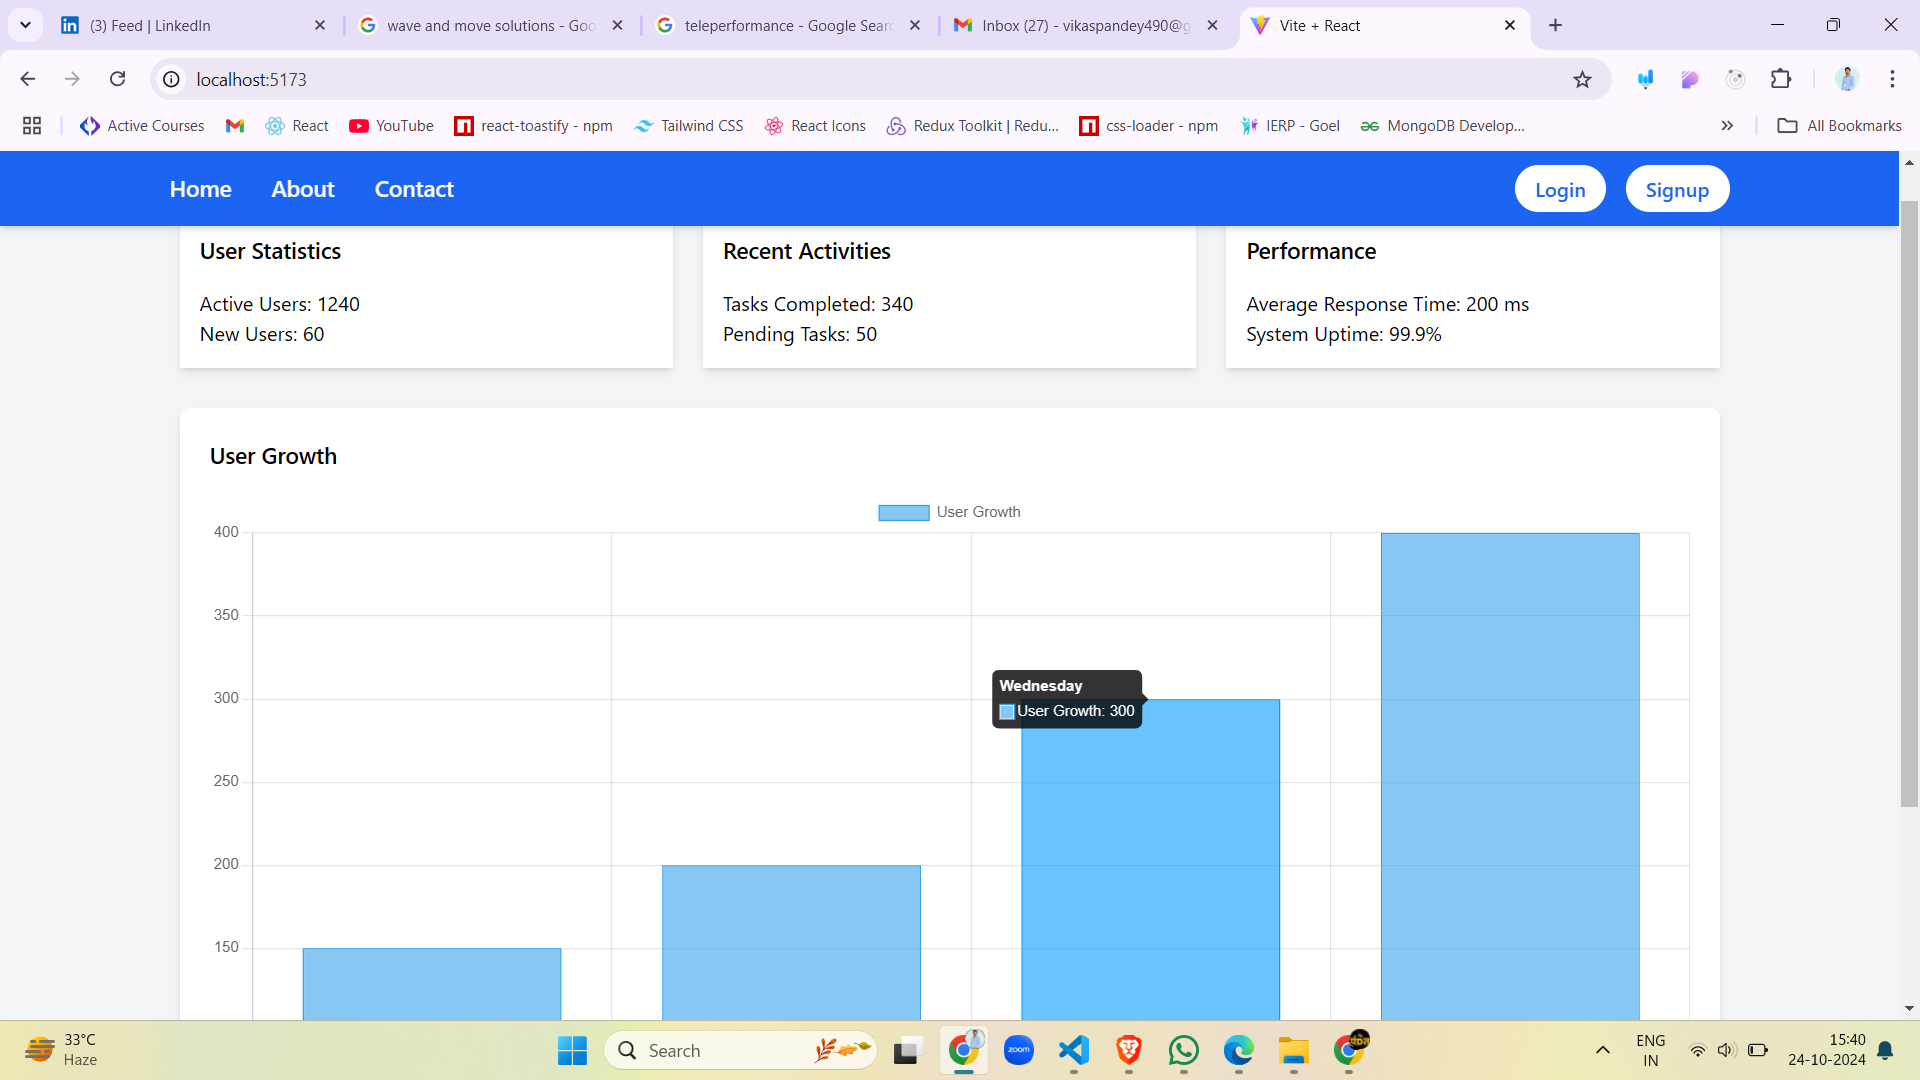 (3) Feed | LinkedIn
wave and move solutions - Goo
teleperformance - Google Searc
Inbox (27) - vikaspandey490@g
Vite + React
localhost:5173
Active Courses
React
YouTube
react-toastify - npm
Tailwind CSS
React Icons
Redux Toolkit | Redu...
css-loader - npm
IERP - Goel
MongoDB Develop...
All Bookmarks
Home
About
Contact
Login
Signup
User Statistics
Active Users: 1240
New Users: 60
Recent Activities
Tasks Completed: 340
Pending Tasks: 50
Performance
Average Response Time: 200 ms
System Uptime: 99.9%
User Growth
User Growth
400
350
300
250
200
150
Wednesday
User Growth: 300
33°C
Haze
Search
zoom
ENG
IN
15:40
24-10-2024